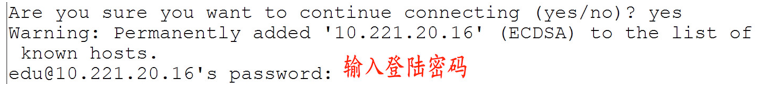 Are you sure you want to continue connecting (yes/no)? yes
Warning: Permanently added '10.221.20.16' (ECDSA) to the list of
known hosts.
edu@10.221.20.16's password: 输入登陆密码